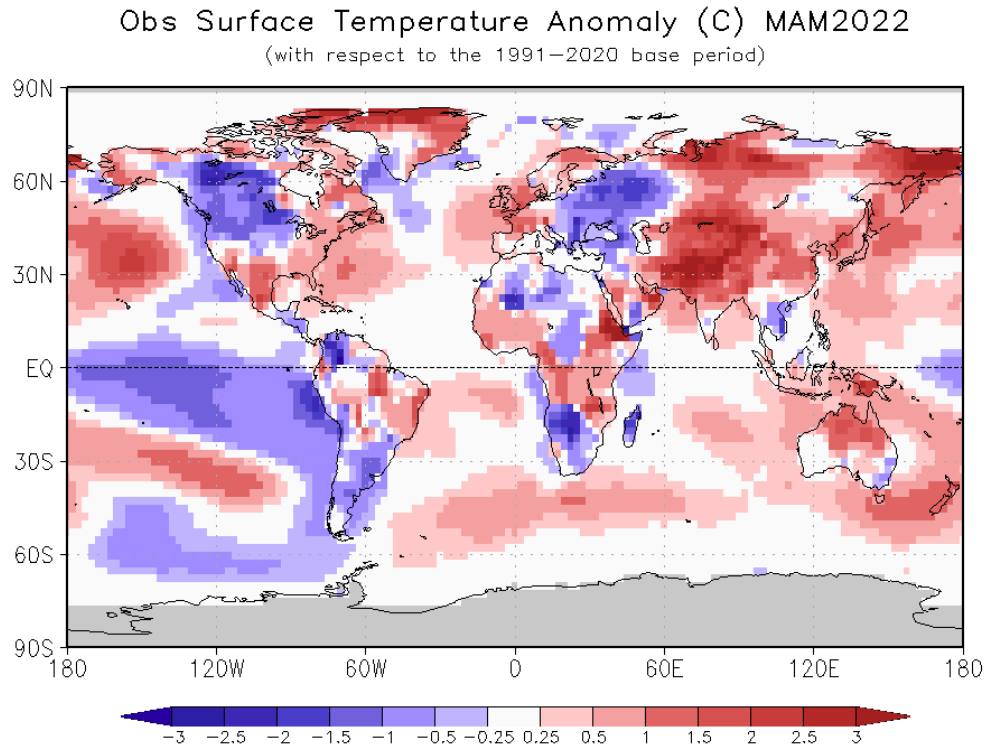 Obs Surface Temperature Anomaly (C) MAM2022
(with respect to the 1991−2020 base period)
90N
60N
30N
EQ
30S
60S
90S
180 120W 60W 0 60E 120E 180
−3 −2.5 −2 −1.5 −1 −0.5 −0.25 0.25 0.5 1 1.5 2 2.5 3